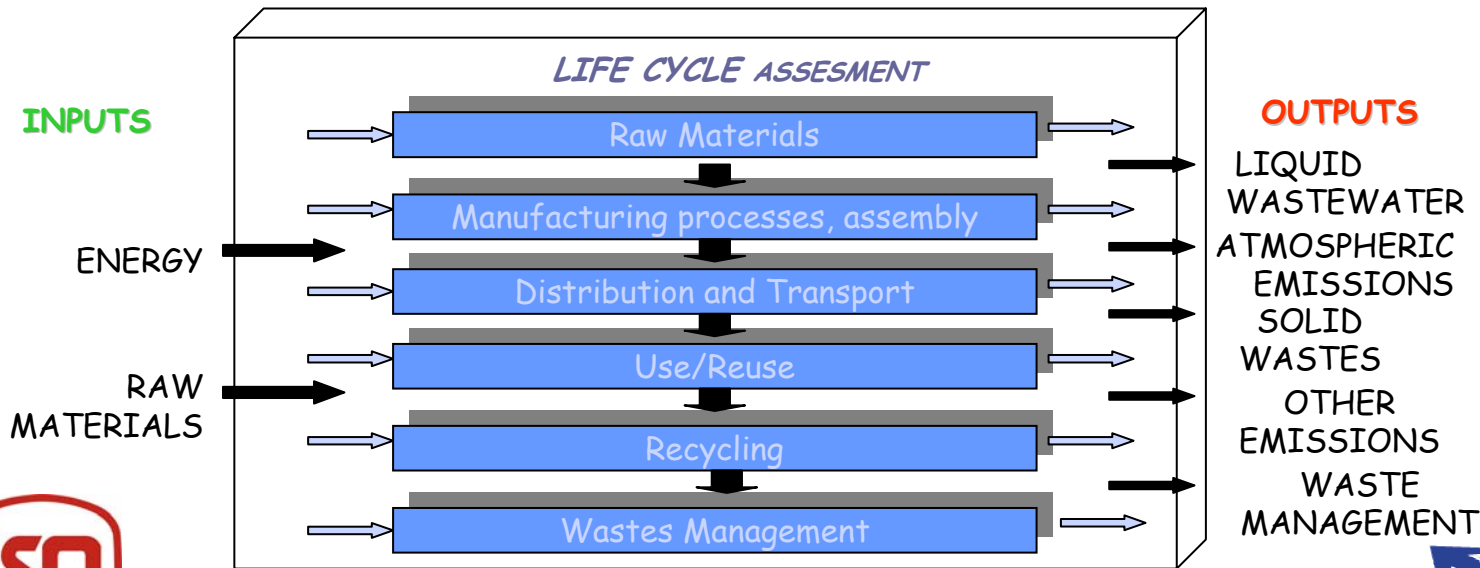 LIFE CYCLE ASSESMENT
INPUTS
ENERGY
RAW
MATERIALS
Raw Materials
Manufacturing processes, assembly
Distribution and Transport
Use/Reuse
Recycling
Wastes Management
OUTPUTS
LIQUID
WASTEWATER
ATMOSPHERIC
EMISSIONS
SOLID
WASTES
OTHER
EMISSIONS
WASTE
MANAGEMENT